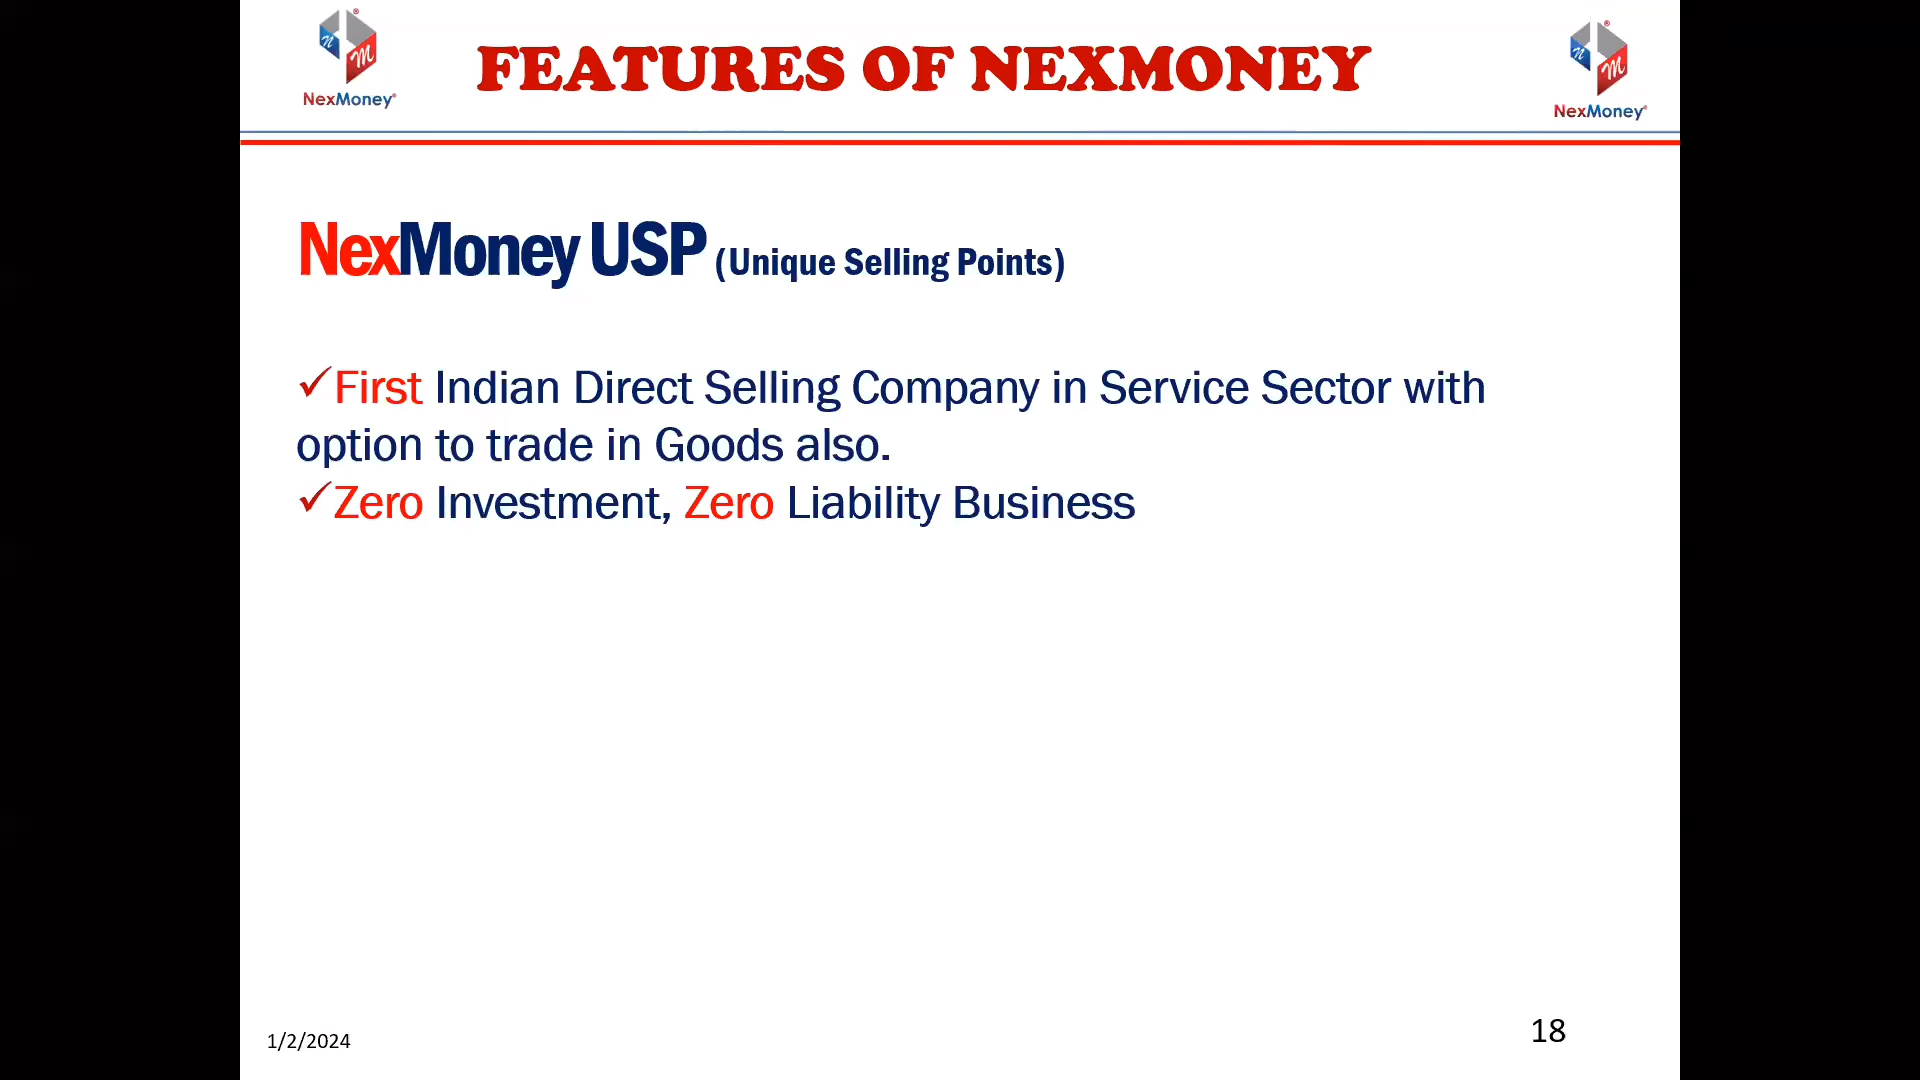 FEATURES OF NEXMONEY
NexMoney®
NexMoney®
NexMoney USP (Unique Selling Points)
✓First Indian Direct Selling Company in Service Sector with
option to trade in Goods also.
✓Zero Investment, Zero Liability Business
1/2/2024
18